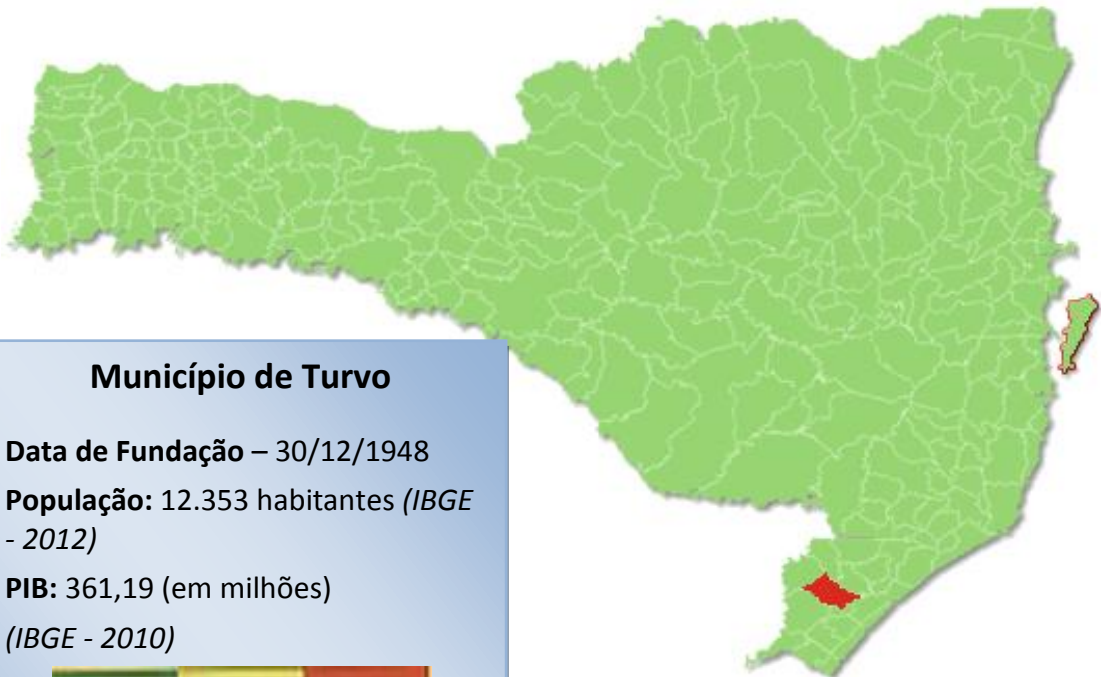 Município de Turvo
Data de Fundação – 30/12/1948
População: 12.353 habitantes (IBGE
- 2012)
PIB: 361,19 (em milhões)
(IBGE - 2010)